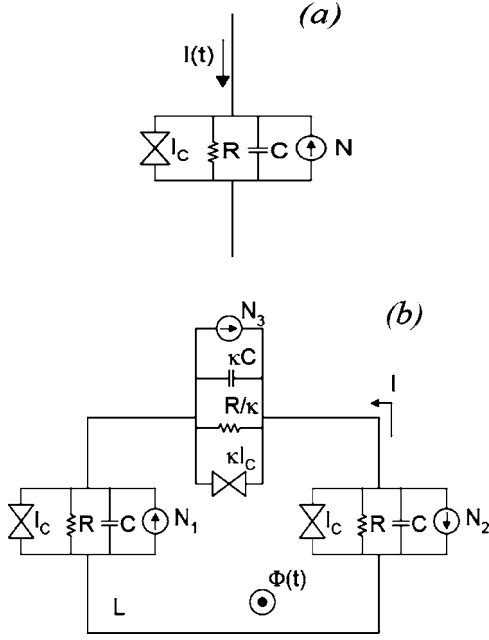 (a)
I(t)
I_C R C N
(b)
N_3
κC
I
R/κ
κI_C
I_C R C N_1
I_C R C N_2
Φ(t)
L